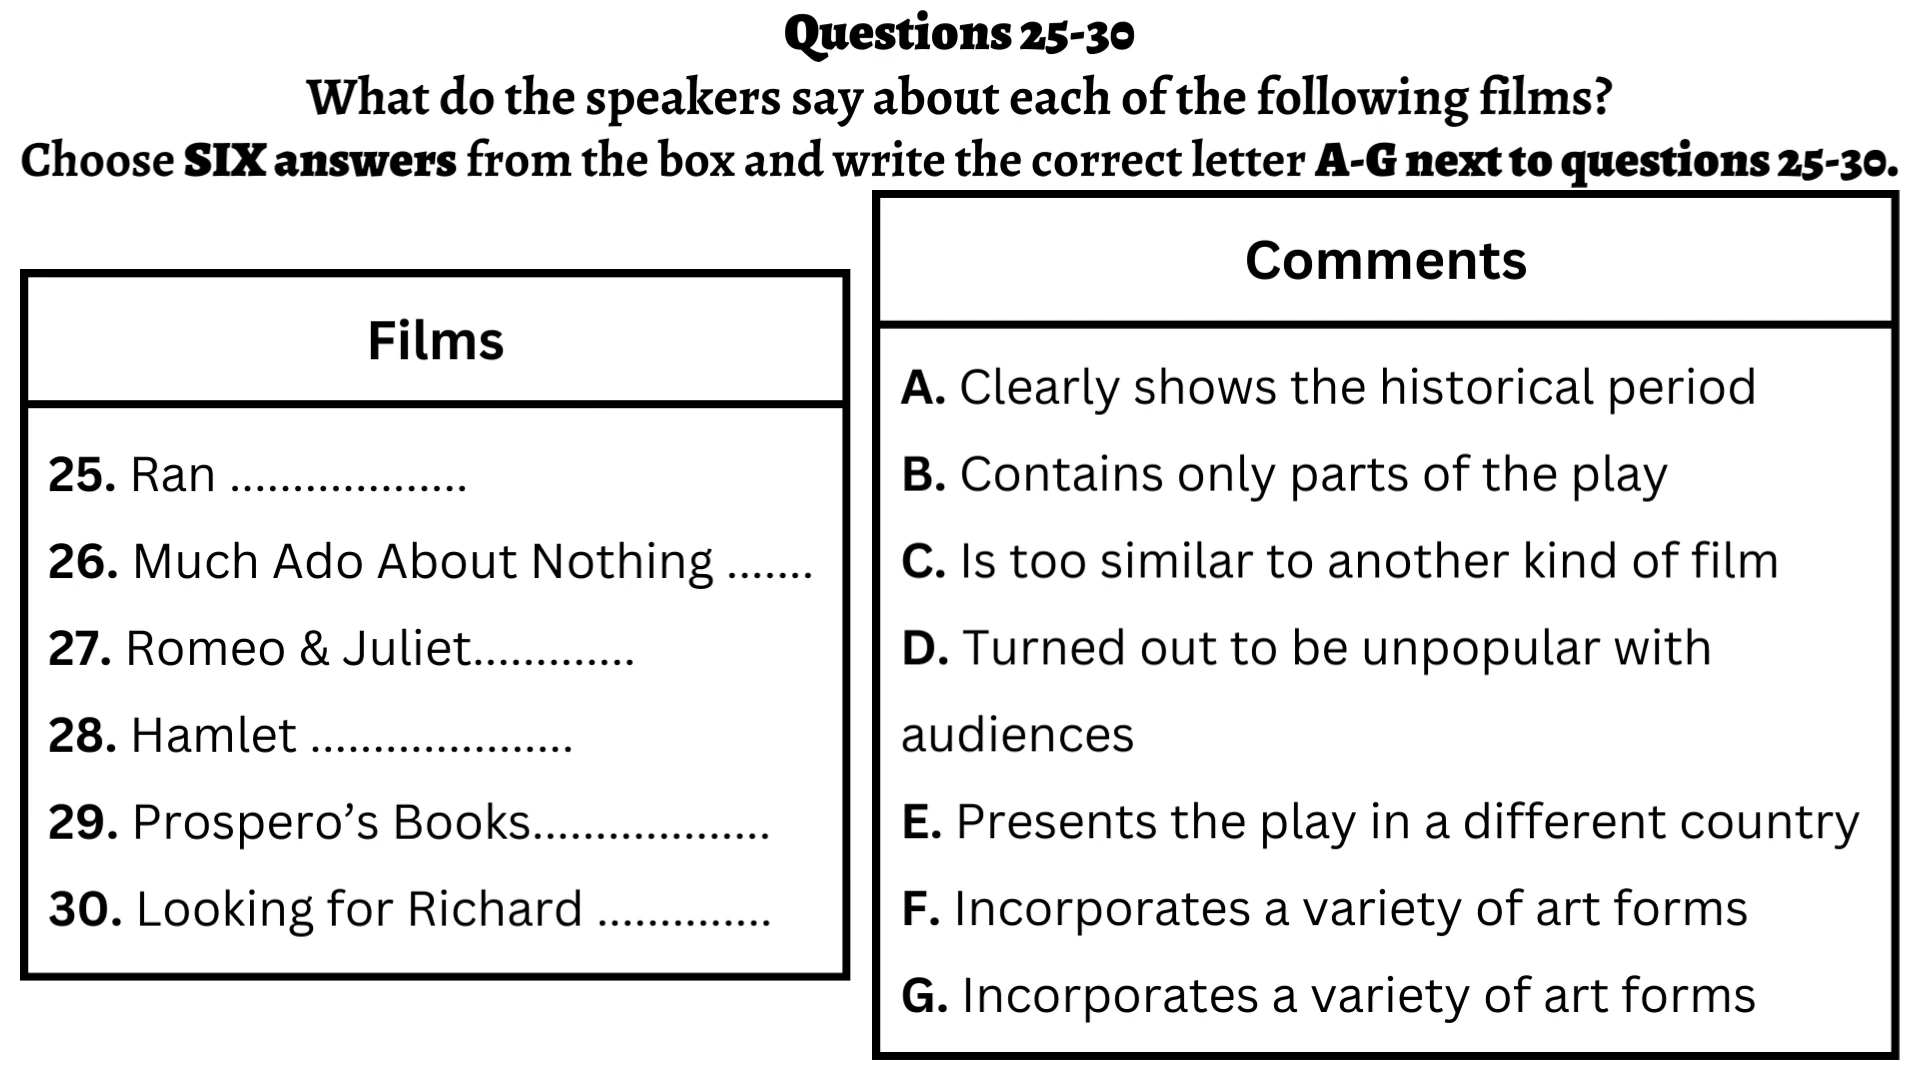 Questions 25-30
What do the speakers say about each of the following films?
Choose SIX answers from the box and write the correct letter A-G next to questions 25-30.
Films
25. Ran ...................
26. Much Ado About Nothing .......
27. Romeo & Juliet.............
28. Hamlet .....................
29. Prospero’s Books...................
30. Looking for Richard ..............
Comments
A. Clearly shows the historical period
B. Contains only parts of the play
C. Is too similar to another kind of film
D. Turned out to be unpopular with
audiences
E. Presents the play in a different country
F. Incorporates a variety of art forms
G. Incorporates a variety of art forms